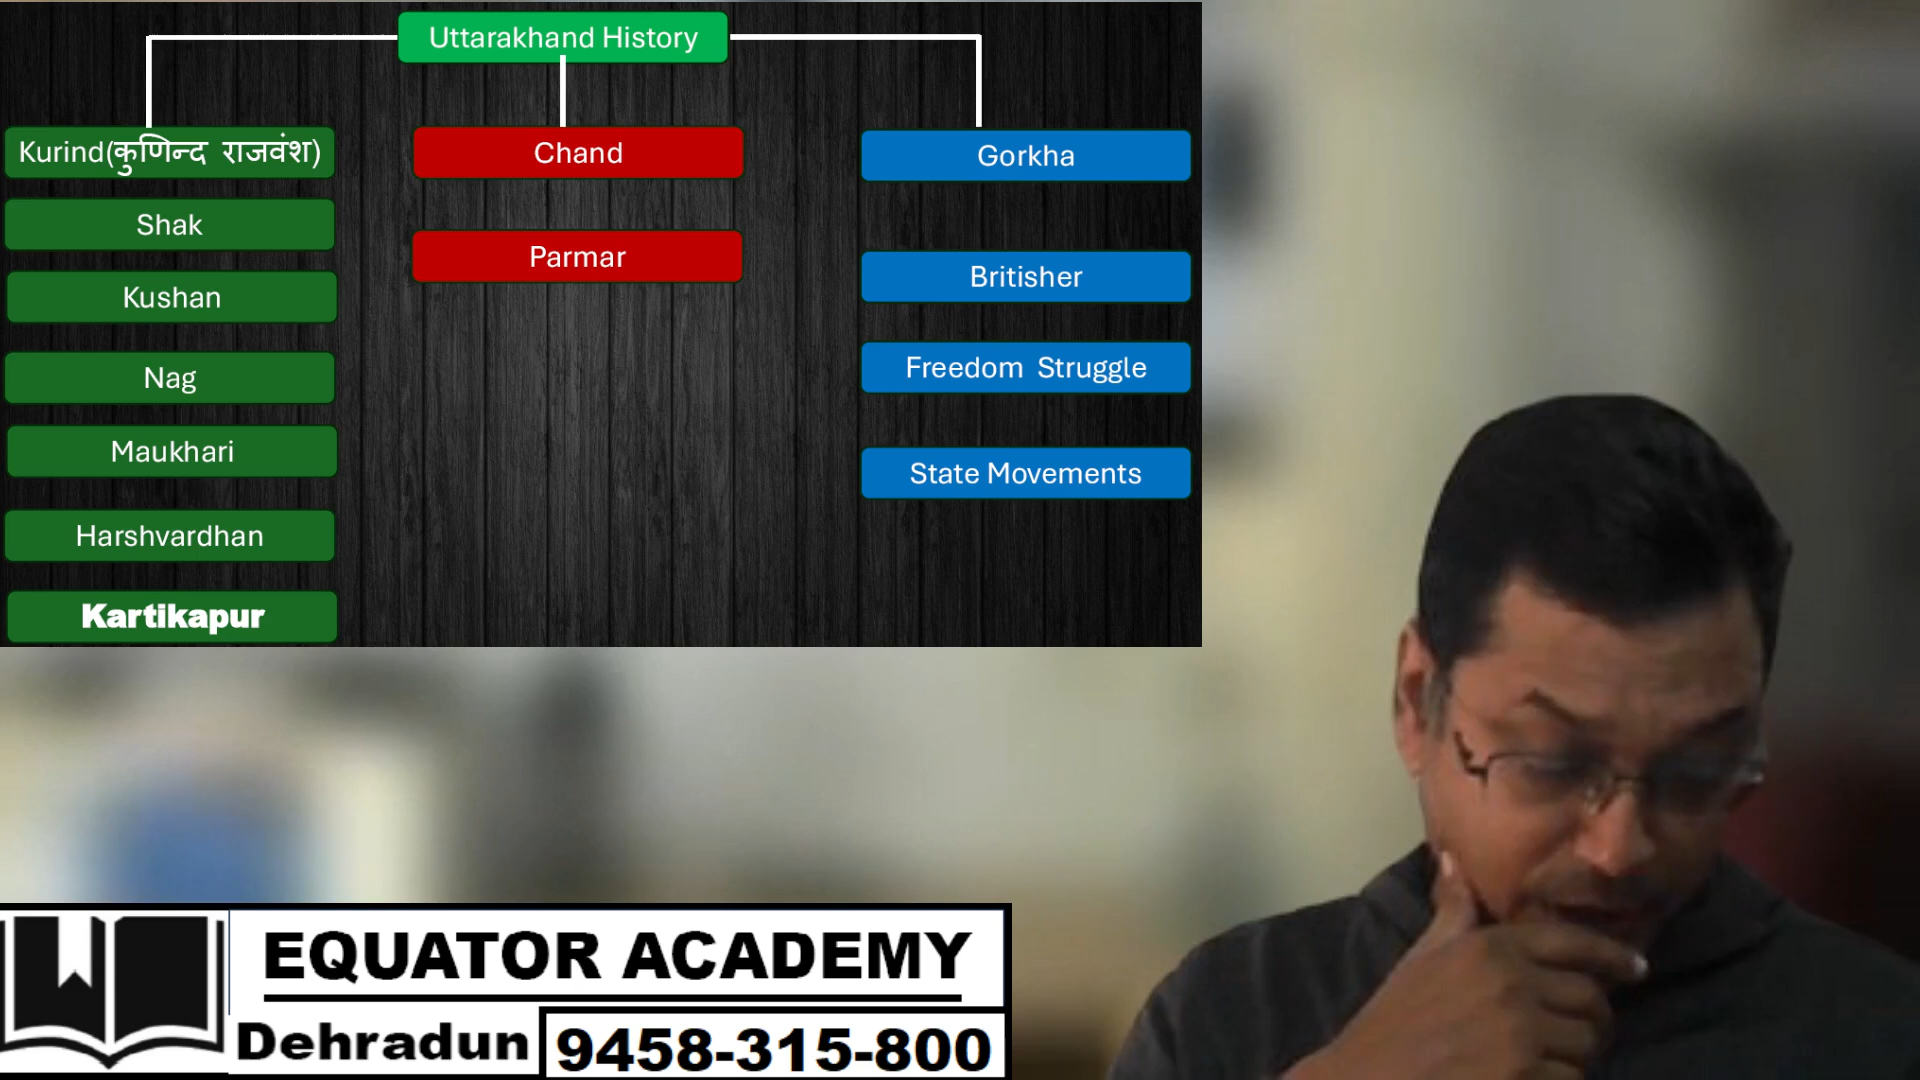 Uttarakhand History
Kurind(कुणिन्द राजवंश)
Shak
Kushan
Nag
Maukhari
Harshvardhan
Kartikapur
Chand
Parmar
Gorkha
Britisher
Freedom Struggle
State Movements
EQUATOR ACADEMY
Dehradun
9458-315-800